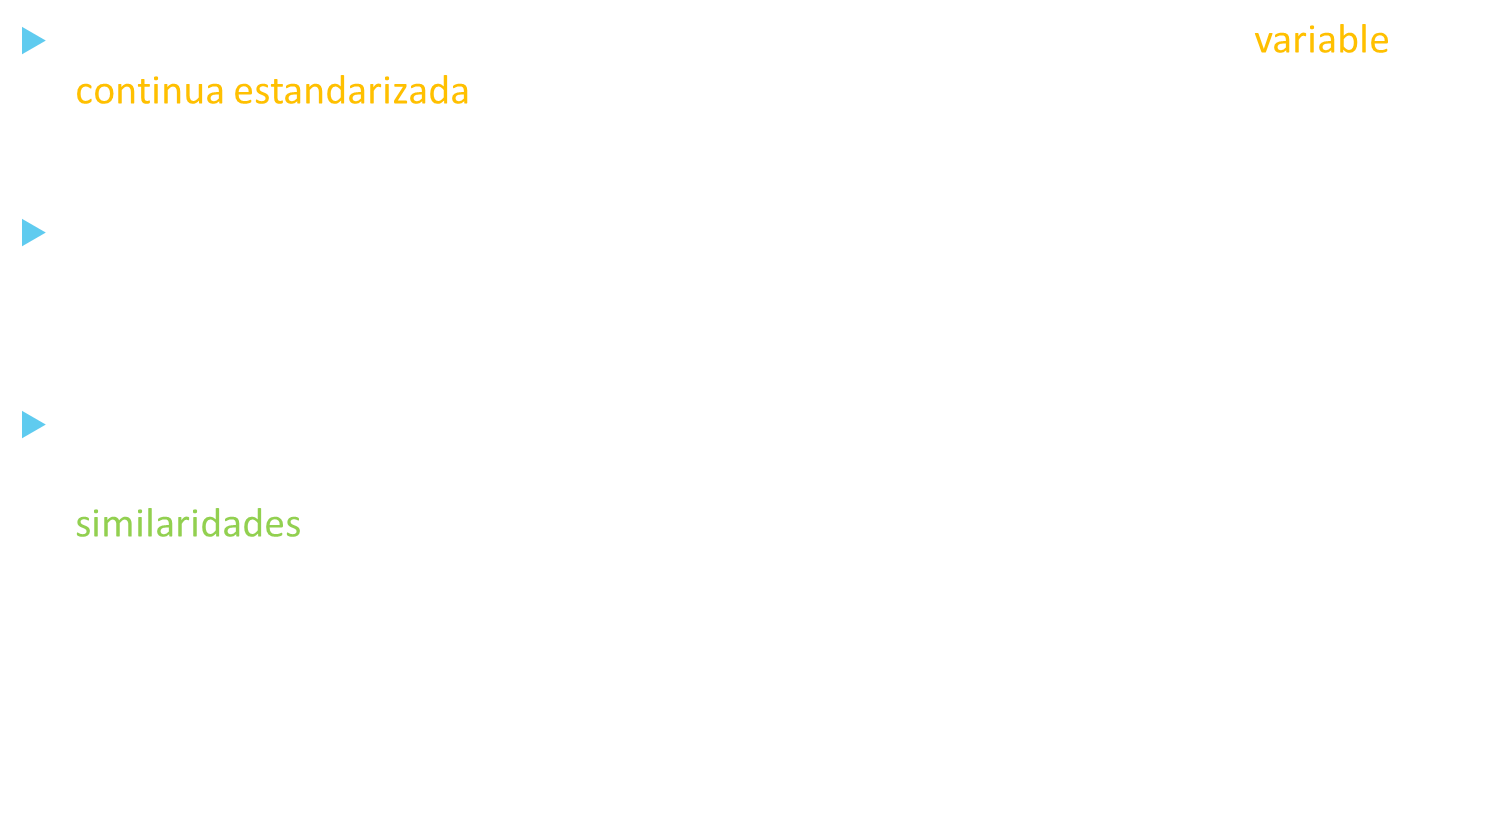 variable
continua estandarizada
similaridades